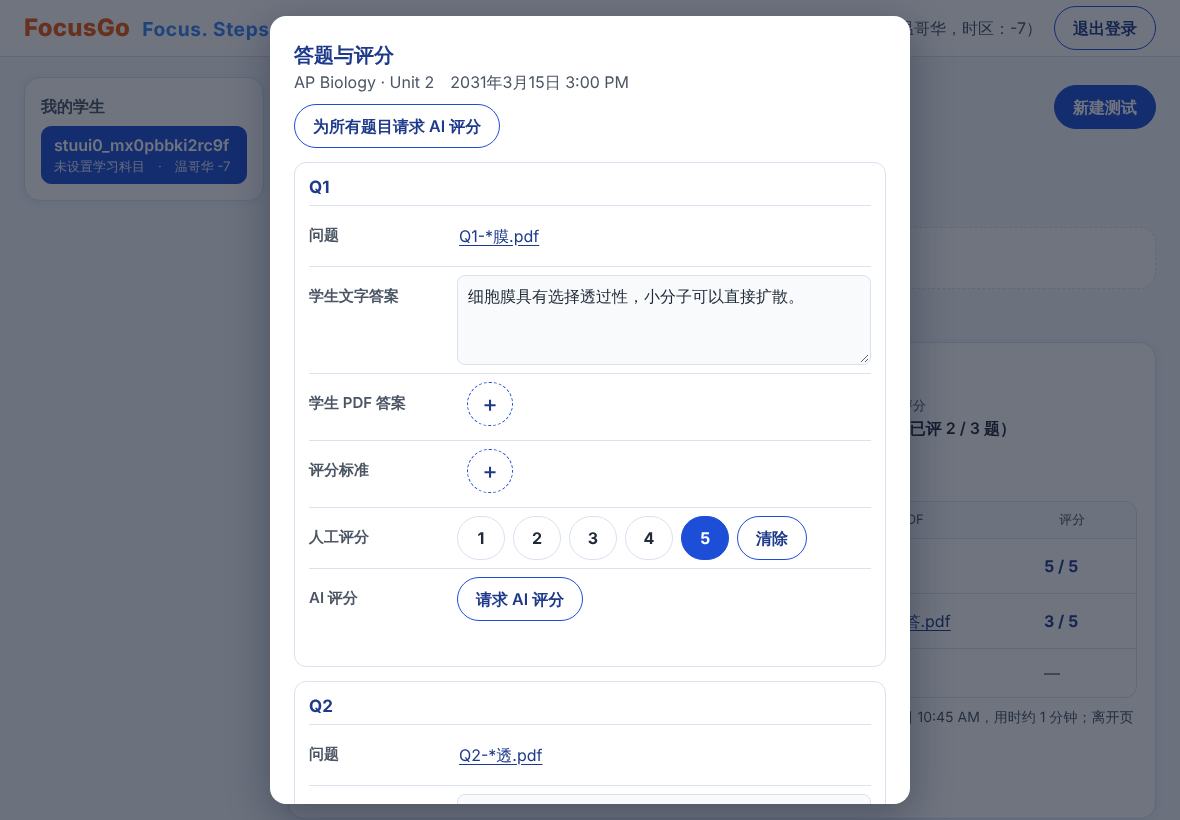 FocusGo Focus. Steps
哥华，时区：-7）
退出登录
我的学生
stuui0_mx0pbbki2rc9f
未设置学习科目 · 温哥华 -7
新建测试
答题与评分
AP Biology · Unit 2 2031年3月15日 3:00 PM
为所有题目请求 AI 评分
Q1
问题
Q1-*膜.pdf
学生文字答案
细胞膜具有选择透过性，小分子可以直接扩散。
学生 PDF 答案
+
评分标准
+
人工评分
1 2 3 4 5 清除
AI 评分
请求 AI 评分
Q2
问题
Q2-*透.pdf
评分
已评 2 / 3 题）
DF 评分
5 / 5
答.pdf 3 / 5
—
10:45 AM，用时约 1 分钟；离开页